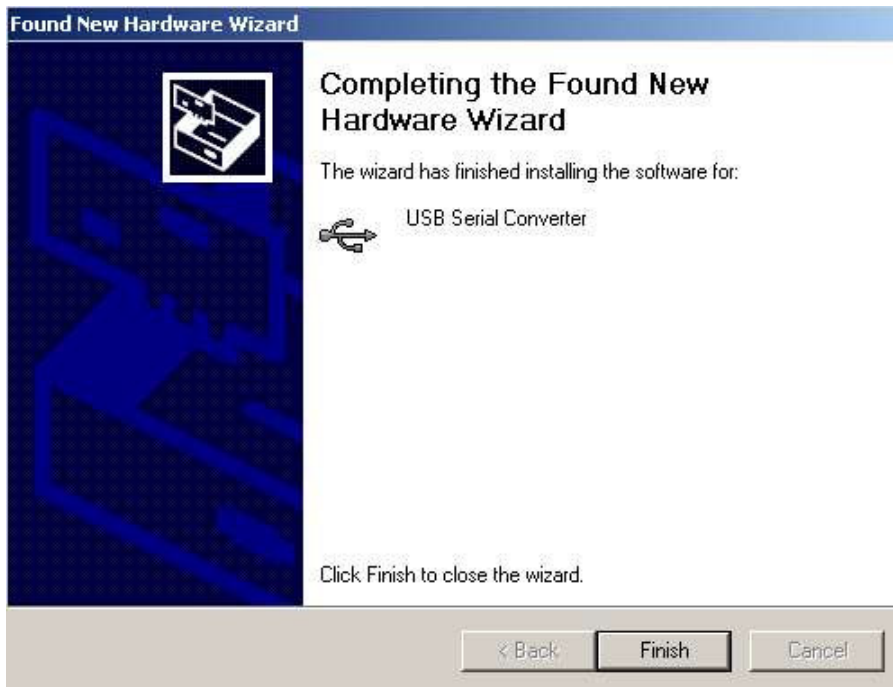 Found New Hardware Wizard
Completing the Found New
Hardware Wizard
The wizard has finished installing the software for:
USB Serial Converter
Click Finish to close the wizard.
< Back
Finish
Cancel